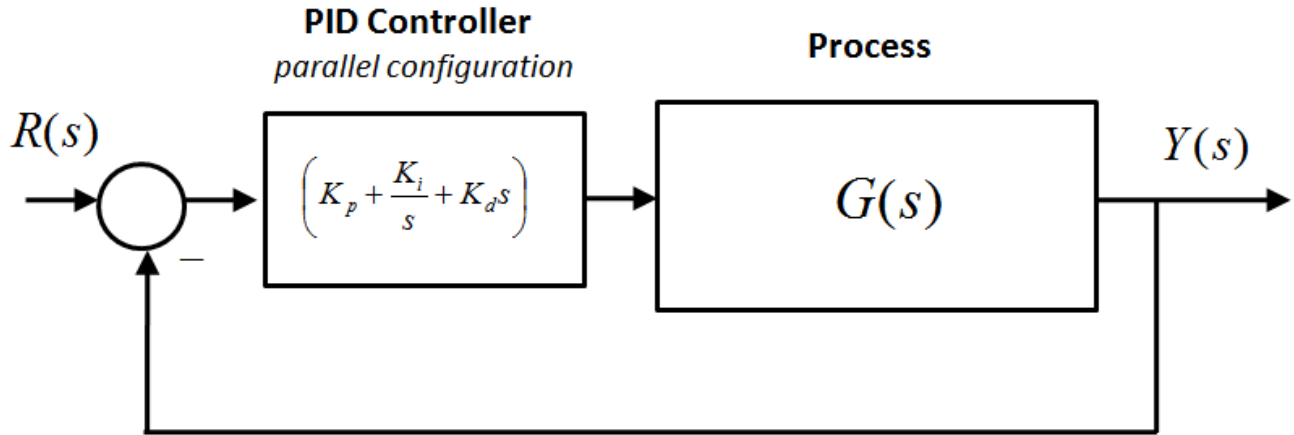 PID Controller
parallel configuration
Process
R(s)
Y(s)
(K_p + K_i/s + K_d s)
G(s)
−